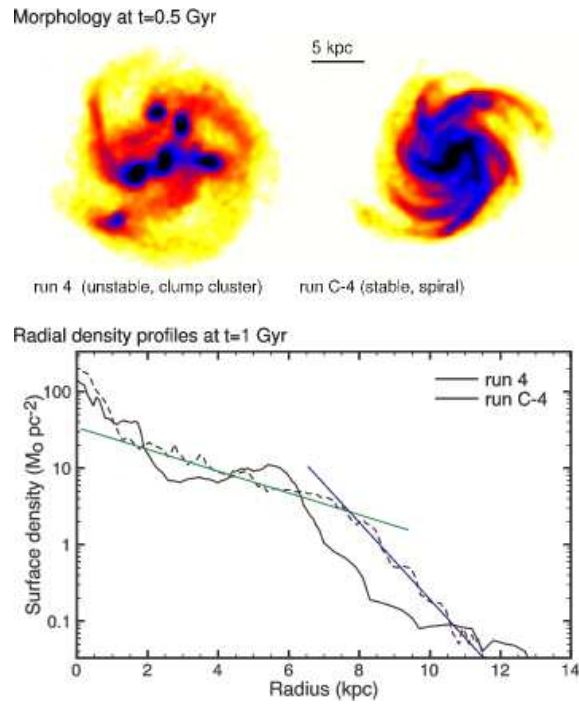 Morphology at t=0.5 Gyr
5 kpc
run 4 (unstable, clump cluster)
run C-4 (stable, spiral)
Radial density profiles at t=1 Gyr
run 4
run C-4
100
10
1
0.1
Surface density (M₀ pc⁻²)
0 2 4 6 8 10 12 14
Radius (kpc)